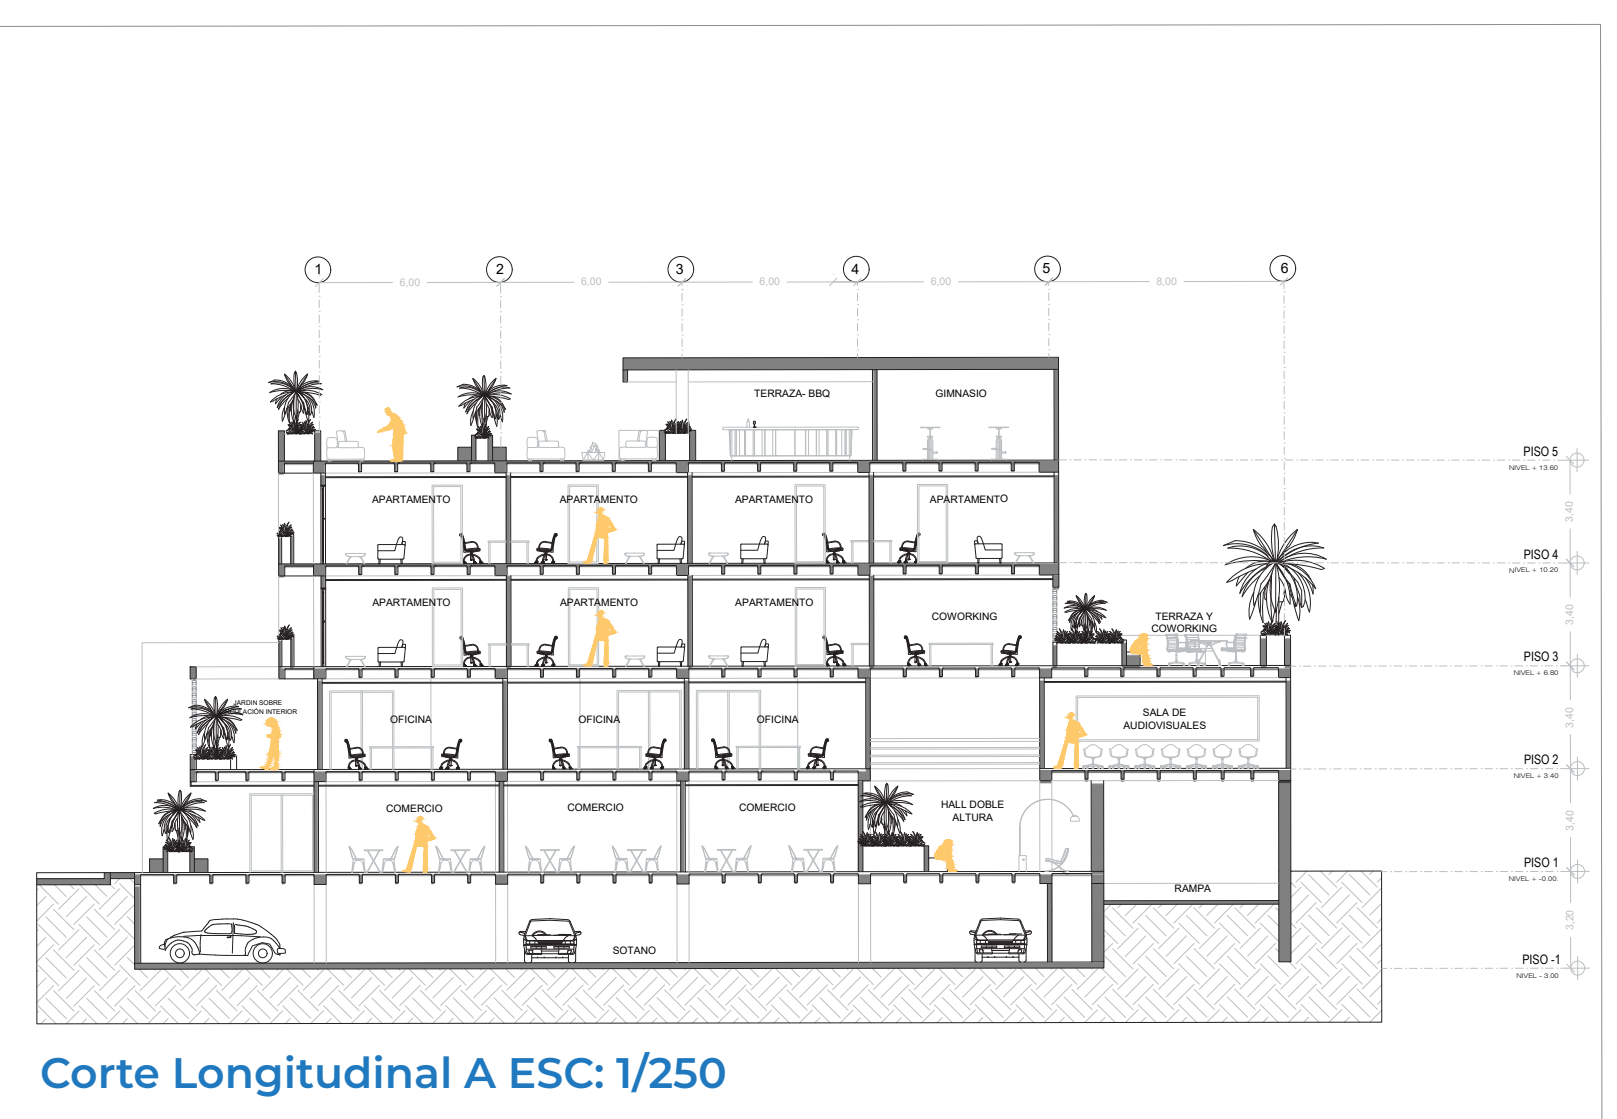 1 2 3 4 5 6
6,00 6,00 6,00 6,00 8,00
TERRAZA- BBQ GIMNASIO
PISO 5
NIVEL + 13.60
APARTAMENTO APARTAMENTO APARTAMENTO APARTAMENTO
3,40
PISO 4
NIVEL + 10.20
APARTAMENTO APARTAMENTO APARTAMENTO
COWORKING
TERRAZA Y
COWORKING
3,40
PISO 3
NIVEL + 6.80
JARDIN SOBRE
INTERIOR
OFICINA OFICINA OFICINA
SALA DE
AUDIOVISUALES
3,40
PISO 2
NIVEL + 3.40
COMERCIO COMERCIO COMERCIO
HALL DOBLE
ALTURA
3,40
PISO 1
NIVEL + -0.00.
RAMPA
3,20
SOTANO
PISO -1
NIVEL - 3.00
Corte Longitudinal A ESC: 1/250